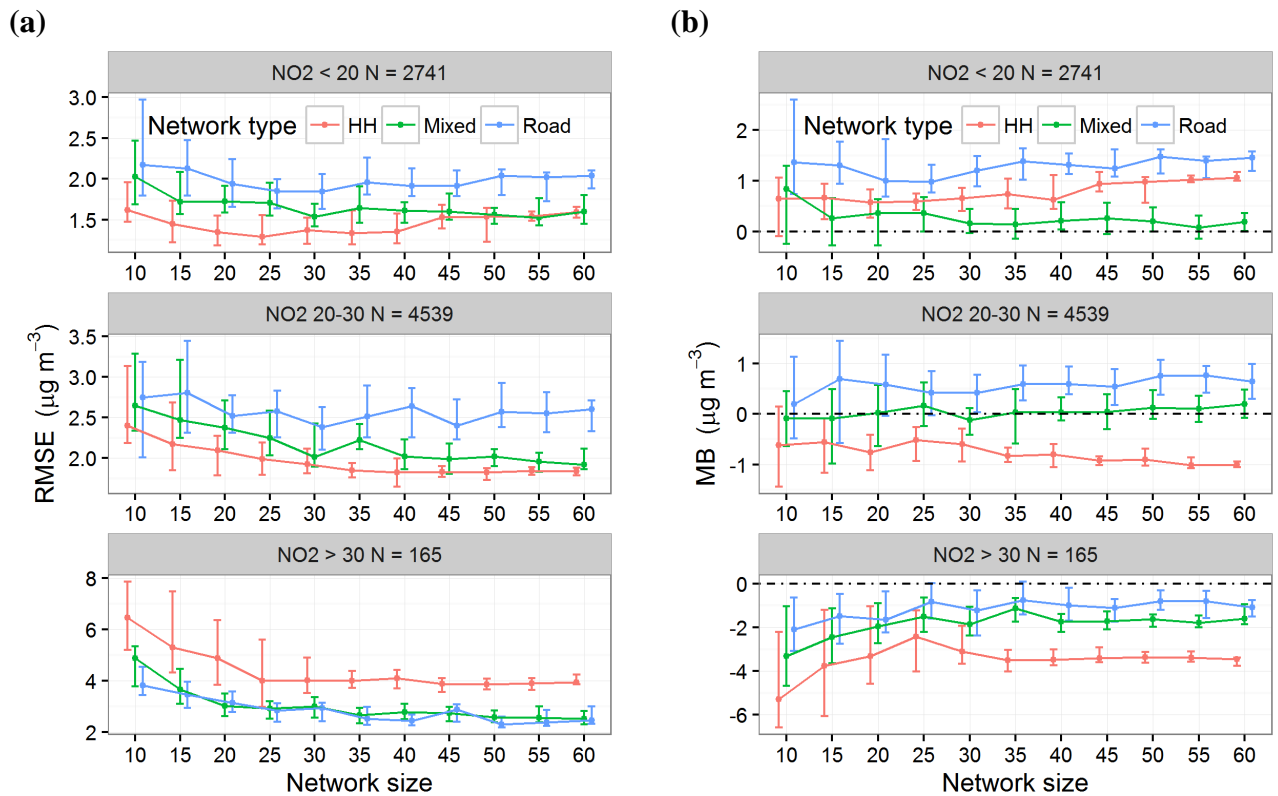 (a)
NO2 < 20 N = 2741
Network type HH Mixed Road
3.0
2.5
2.0
1.5
10 15 20 25 30 35 40 45 50 55 60
NO2 20-30 N = 4539
3.5
3.0
2.5
2.0
10 15 20 25 30 35 40 45 50 55 60
NO2 > 30 N = 165
8
6
4
2
10 15 20 25 30 35 40 45 50 55 60
RMSE (µg m⁻³)
Network size
(b)
NO2 < 20 N = 2741
Network type HH Mixed Road
2
1
0
10 15 20 25 30 35 40 45 50 55 60
NO2 20-30 N = 4539
1
0
-1
10 15 20 25 30 35 40 45 50 55 60
NO2 > 30 N = 165
0
-2
-4
-6
10 15 20 25 30 35 40 45 50 55 60
MB (µg m⁻³)
Network size